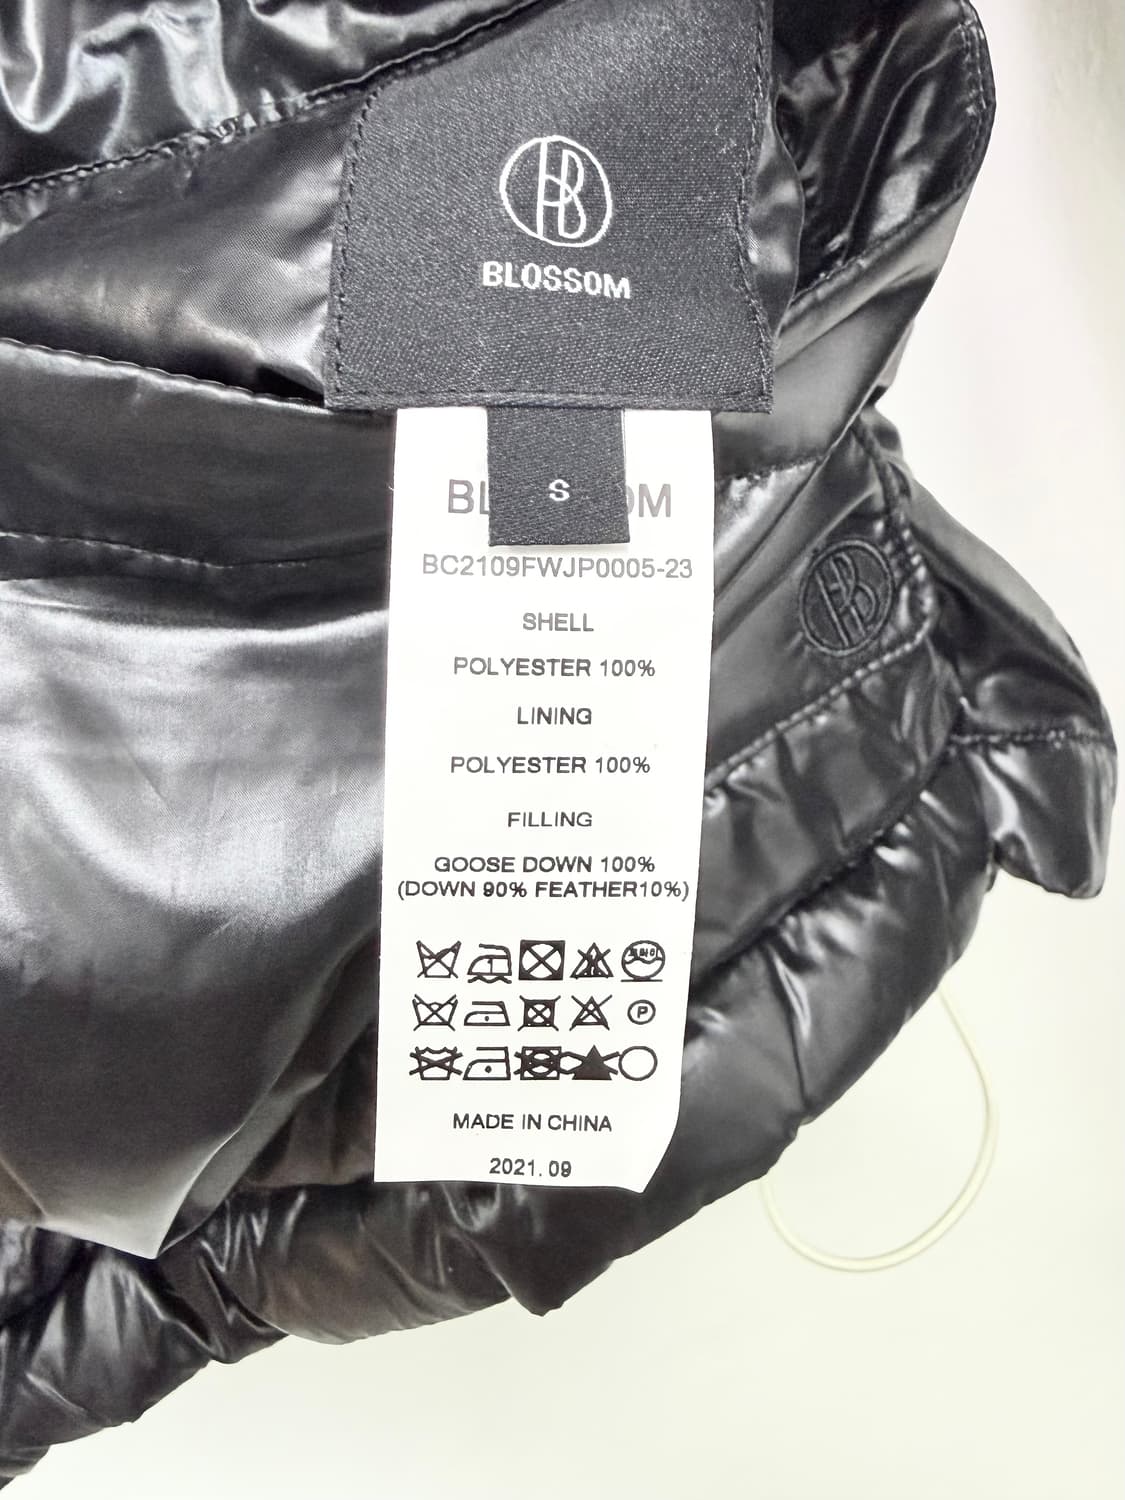 BLOSSOM
S
BC2109FWJP0005-23
SHELL
POLYESTER 100%
LINING
POLYESTER 100%
FILLING
GOOSE DOWN 100%
(DOWN 90% FEATHER10%)
P
MADE IN CHINA
2021.09